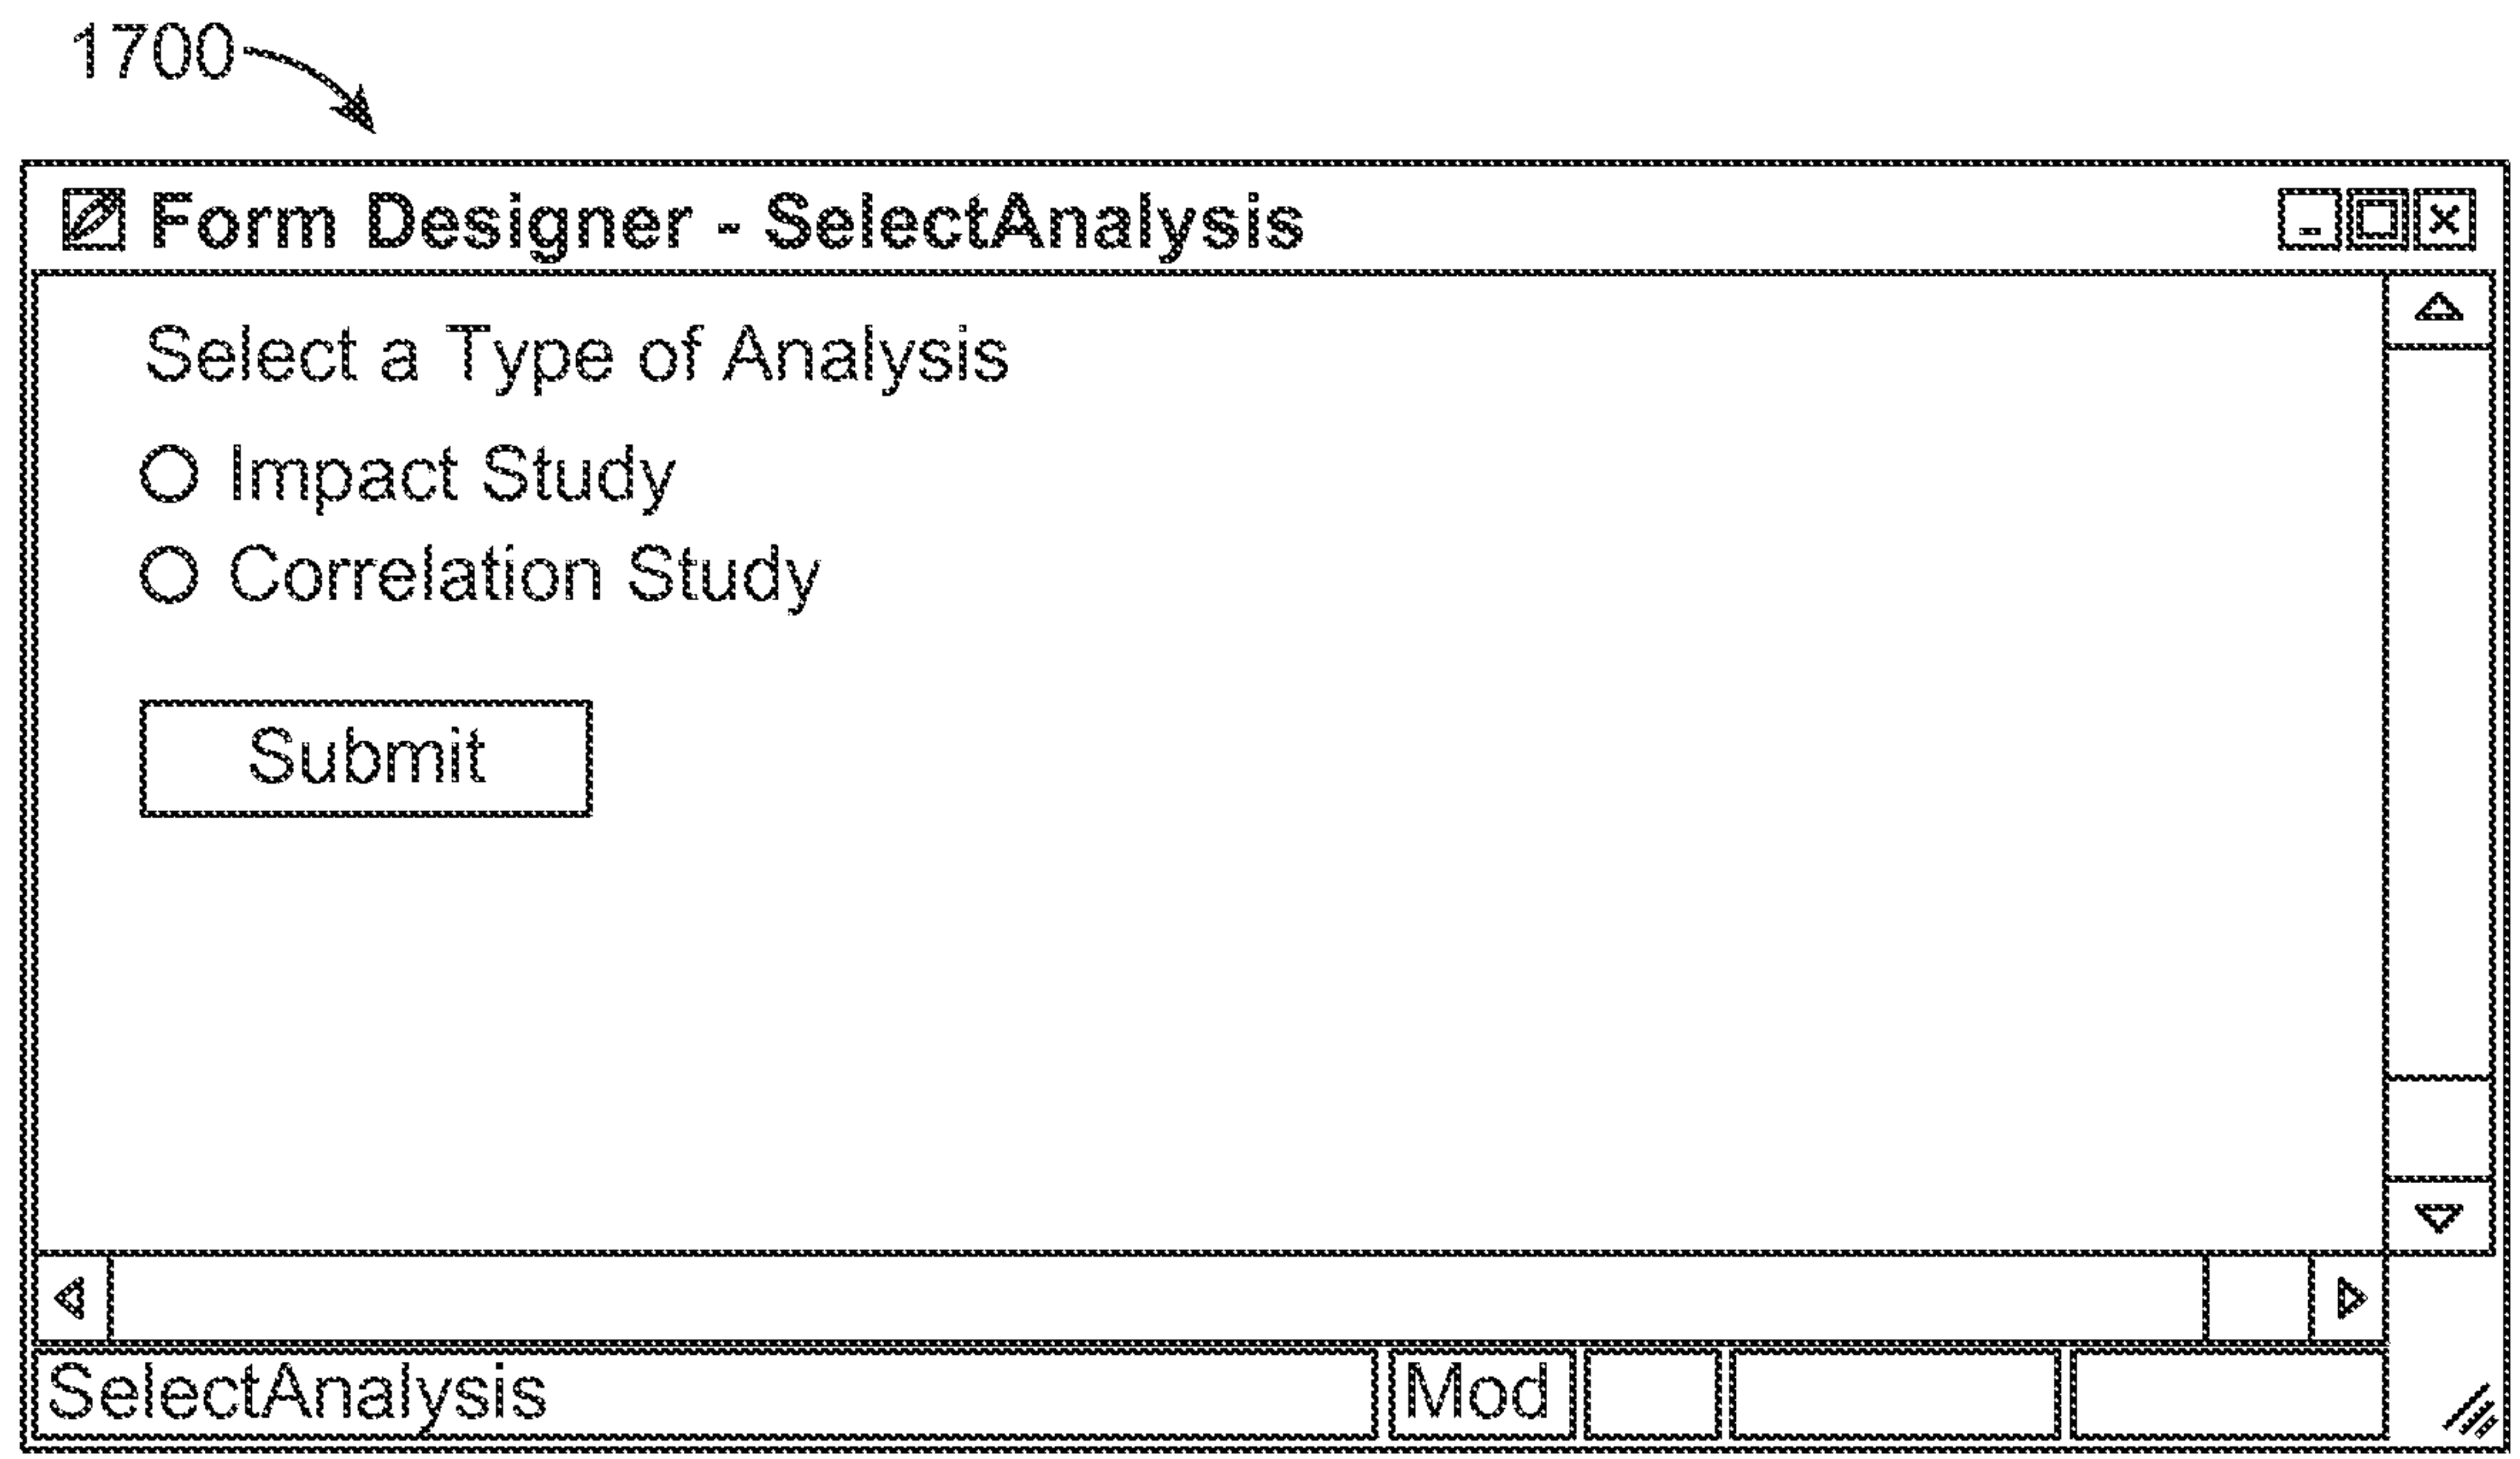 1700
Form Designer - SelectAnalysis
Select a Type of Analysis
Impact Study
Correlation Study
Submit
SelectAnalysis Mod